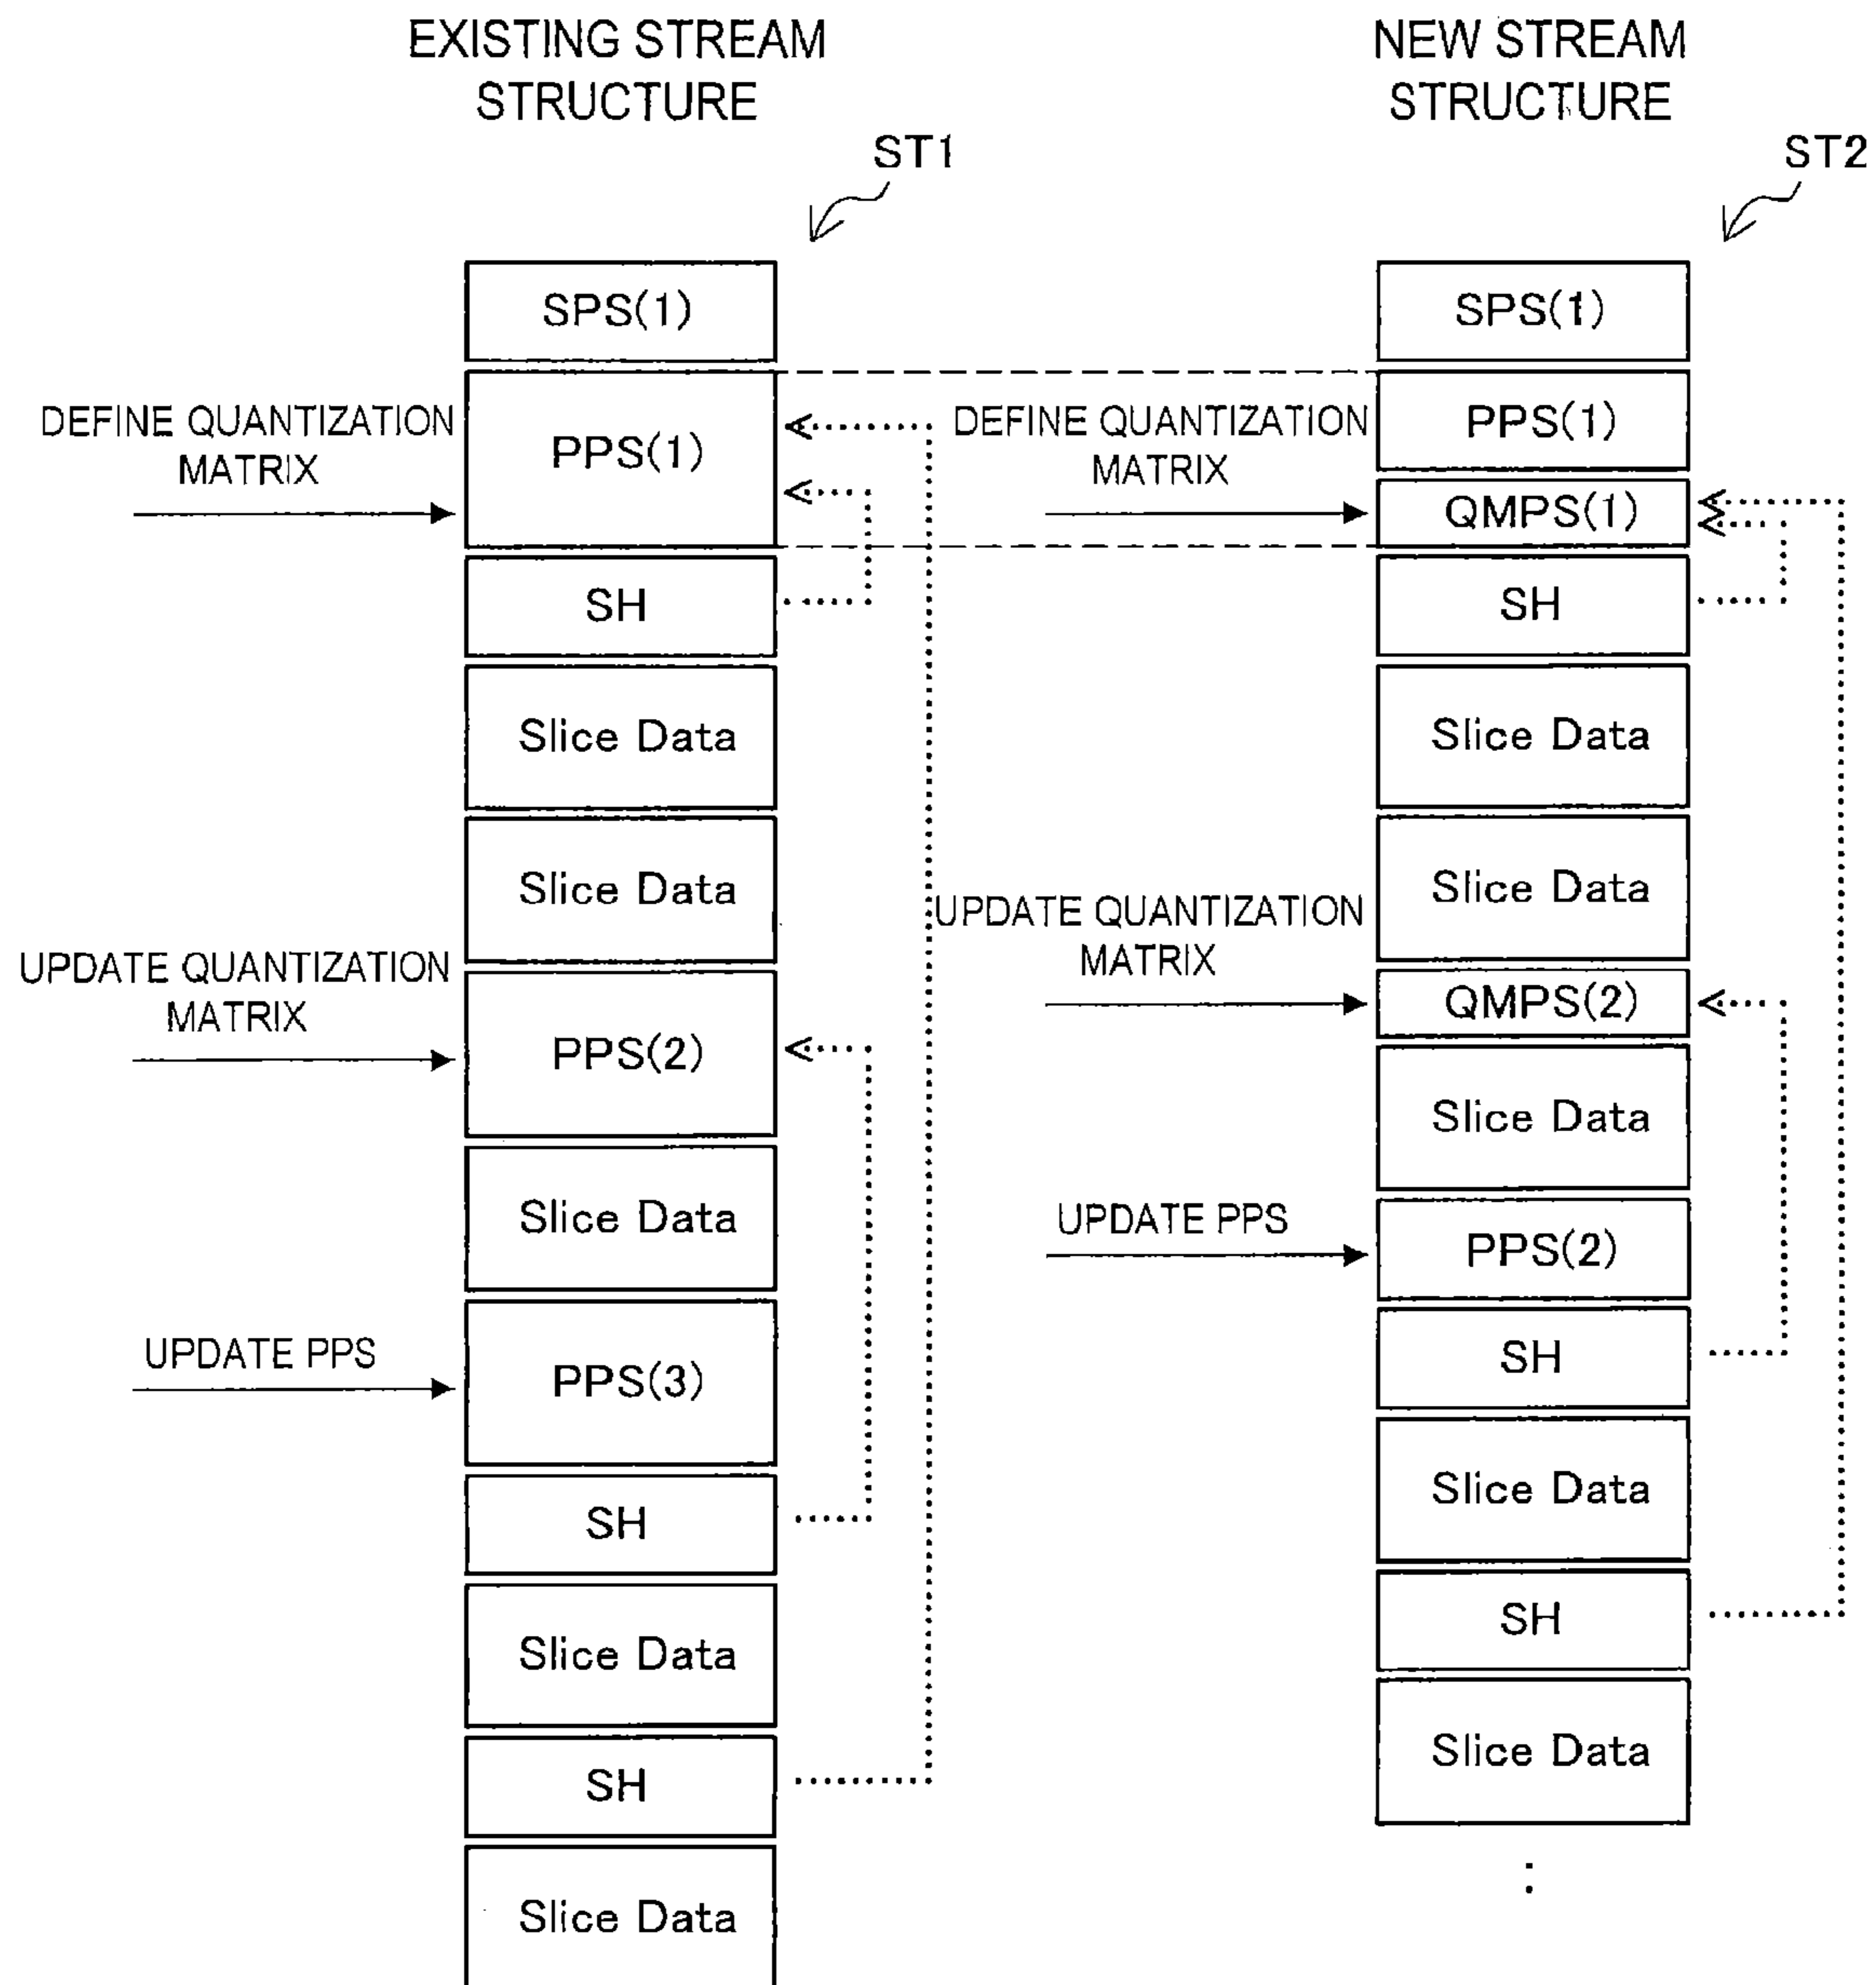 EXISTING STREAM
STRUCTURE
ST1
SPS(1)
DEFINE QUANTIZATION
MATRIX
PPS(1)
SH
Slice Data
Slice Data
UPDATE QUANTIZATION
MATRIX
PPS(2)
Slice Data
UPDATE PPS
PPS(3)
SH
Slice Data
SH
Slice Data
NEW STREAM
STRUCTURE
ST2
SPS(1)
PPS(1)
DEFINE QUANTIZATION
MATRIX
QMPS(1)
SH
Slice Data
Slice Data
UPDATE QUANTIZATION
MATRIX
QMPS(2)
Slice Data
UPDATE PPS
PPS(2)
SH
Slice Data
SH
Slice Data
: